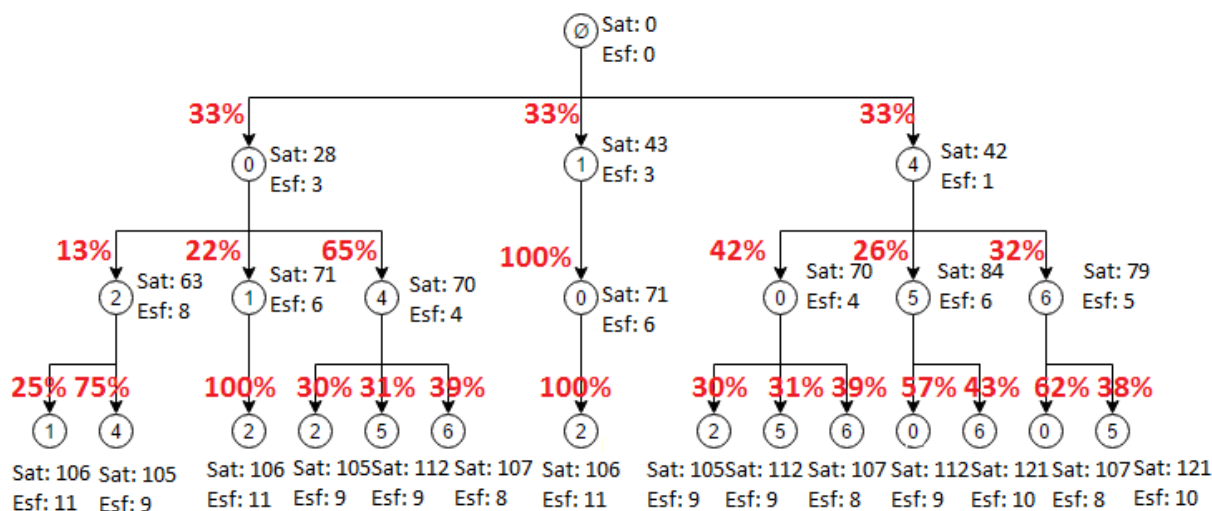 Ø Sat: 0
Esf: 0
33% 33% 33%
0 Sat: 28
Esf: 3
1 Sat: 43
Esf: 3
4 Sat: 42
Esf: 1
13% 22% 65% 100% 42% 26% 32%
2 Sat: 63
Esf: 8
1 Sat: 71
Esf: 6
4 Sat: 70
Esf: 4
0 Sat: 71
Esf: 6
0 Sat: 70
Esf: 4
5 Sat: 84
Esf: 6
6 Sat: 79
Esf: 5
25% 75% 100% 30% 31% 39% 100% 30% 31% 39% 57% 43% 62% 38%
1 4 2 2 5 6 2 2 5 6 0 6 0 5
Sat: 106 Sat: 105 Sat: 106 Sat: 105 Sat: 112 Sat: 107 Sat: 106 Sat: 105 Sat: 112 Sat: 107 Sat: 112 Sat: 121 Sat: 107 Sat: 121
Esf: 11 Esf: 9 Esf: 11 Esf: 9 Esf: 9 Esf: 8 Esf: 11 Esf: 9 Esf: 9 Esf: 8 Esf: 9 Esf: 10 Esf: 8 Esf: 10